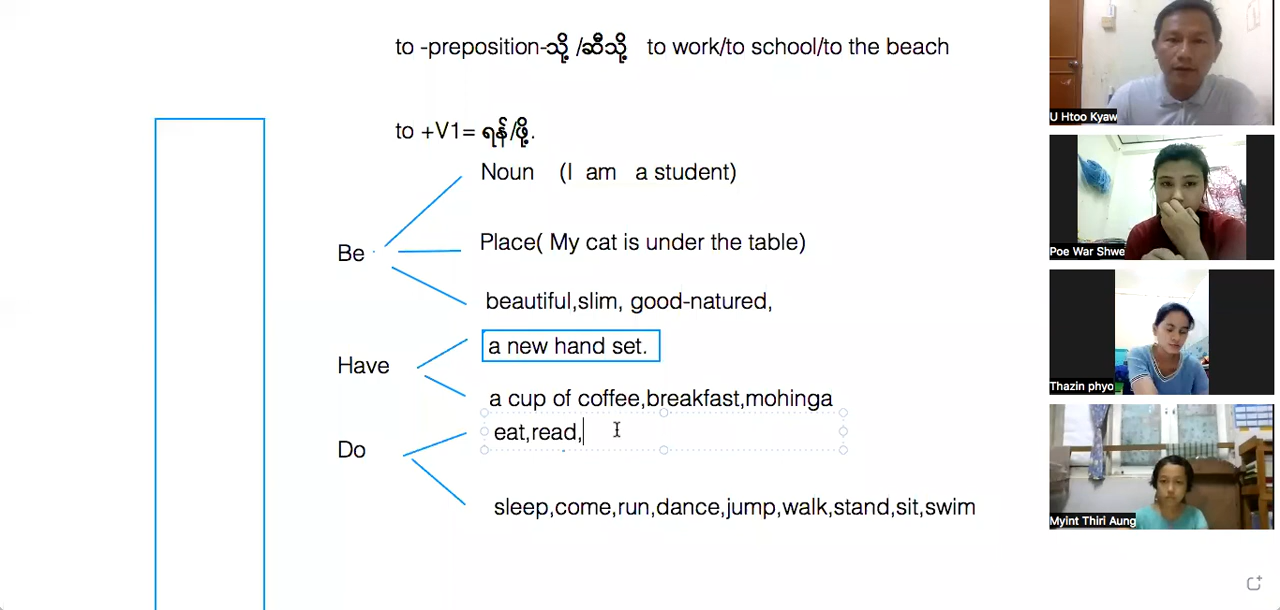 to -preposition-သို့ /ဆီသို့ to work/to school/to the beach
to +V1= ရန်/ဖို့.
Noun (I am a student)
Be
Place( My cat is under the table)
beautiful,slim, good-natured,
Have
a new hand set.
a cup of coffee,breakfast,mohinga
Do
eat,read,
sleep,come,run,dance,jump,walk,stand,sit,swim
U Htoo Kyaw
Poe War Shwe
Thazin phyo
Myint Thiri Aung